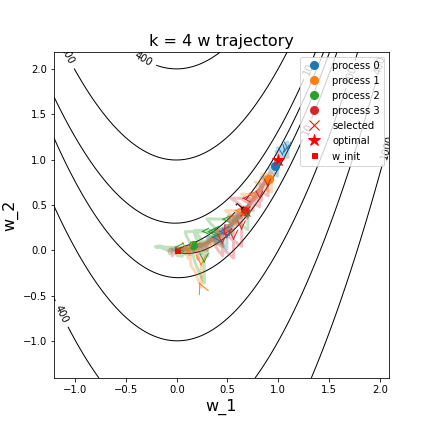 k = 4 w trajectory
400
process 0
process 1
process 2
process 3
selected
optimal
w_init
2.0
1.5
1.0
0.5
0.0
−0.5
−1.0
w_2
400
−1.0
−0.5
0.0
0.5
1.0
1.5
2.0
w_1